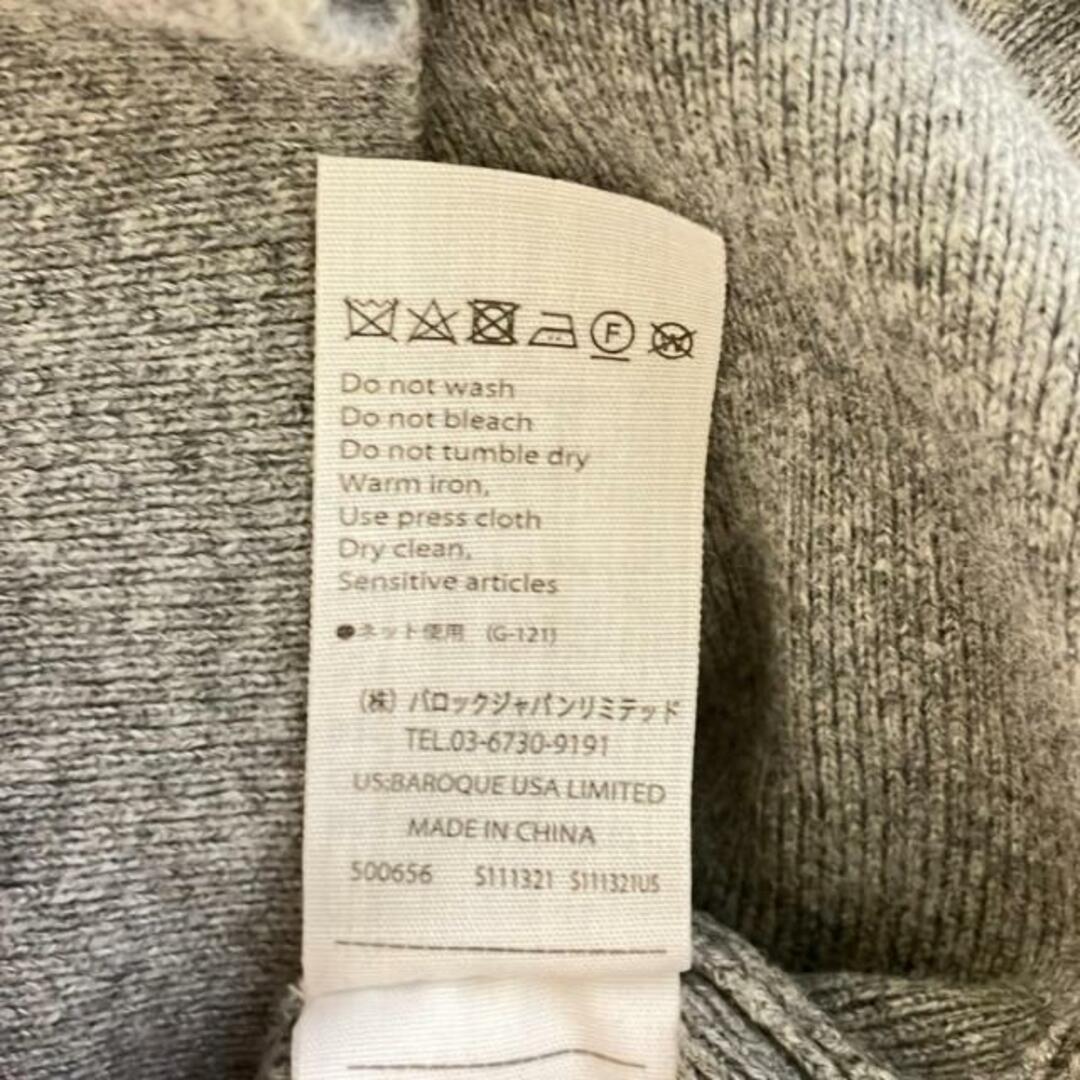 F
W
Do not wash
Do not bleach
Do not tumble dry
Warm iron,
Use press cloth
Dry clean,
Sensitive articles
●ネット使用 (G-121)
(株) バロックジャパンリミテッド
TEL.03-6730-9191
US:BAROQUE USA LIMITED
MADE IN CHINA
500656 S111321 S111321US